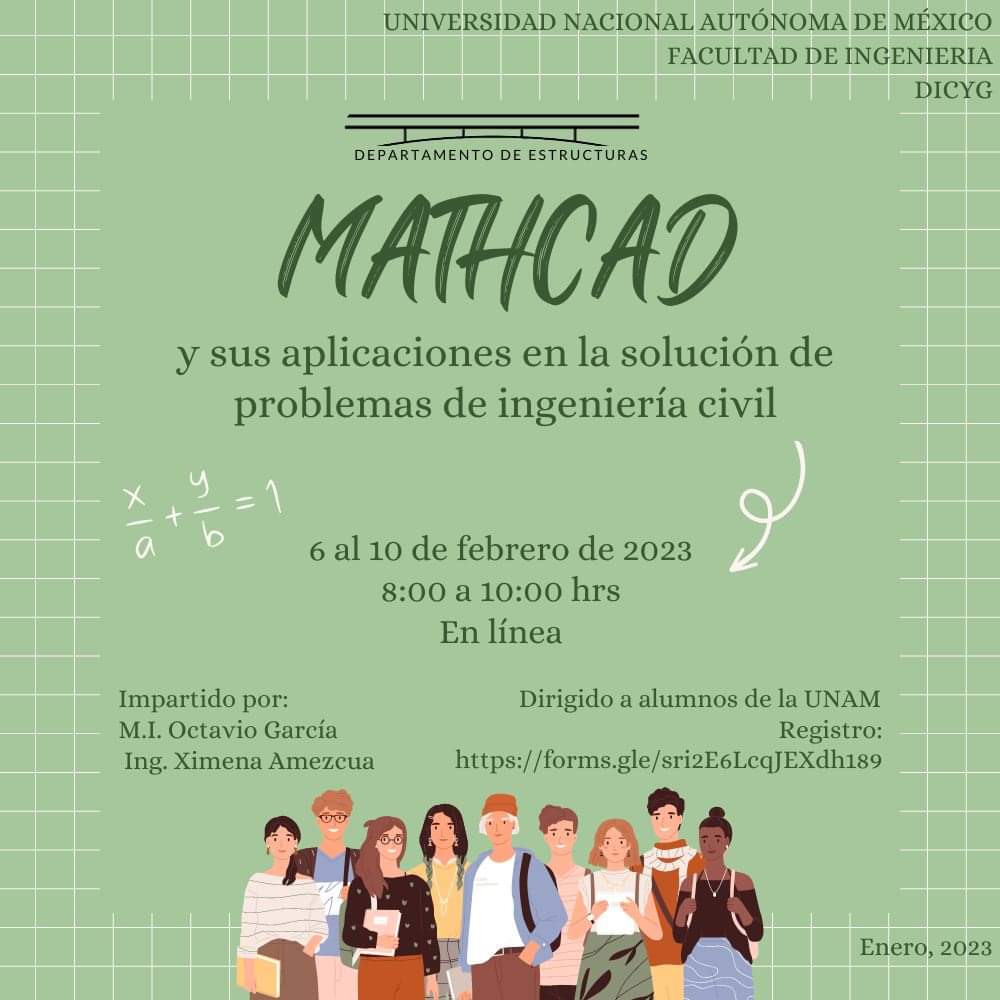 UNIVERSIDAD NACIONAL AUTÓNOMA DE MÉXICO
FACULTAD DE INGENIERIA
DICYG
DEPARTAMENTO DE ESTRUCTURAS
MATHCAD
y sus aplicaciones en la solución de
problemas de ingeniería civil
x/a + y/b = 1
6 al 10 de febrero de 2023
8:00 a 10:00 hrs
En línea
Impartido por:
M.I. Octavio García
Ing. Ximena Amezcua
Dirigido a alumnos de la UNAM
Registro:
https://forms.gle/sri2E6LcqJEXdh189
Enero, 2023